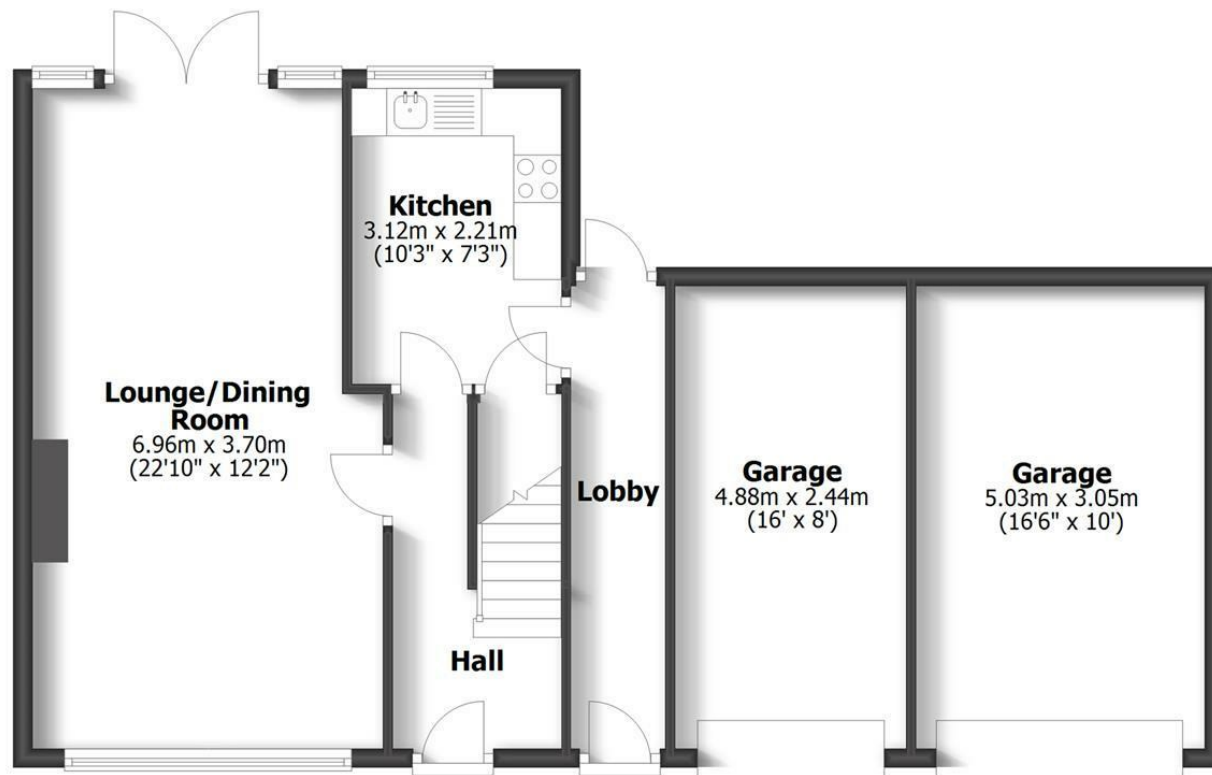 Kitchen
3.12m x 2.21m
(10'3" x 7'3")
Lounge/Dining
Room
6.96m x 3.70m
(22'10" x 12'2")
Lobby
Garage
4.88m x 2.44m
(16' x 8')
Garage
5.03m x 3.05m
(16'6" x 10')
Hall